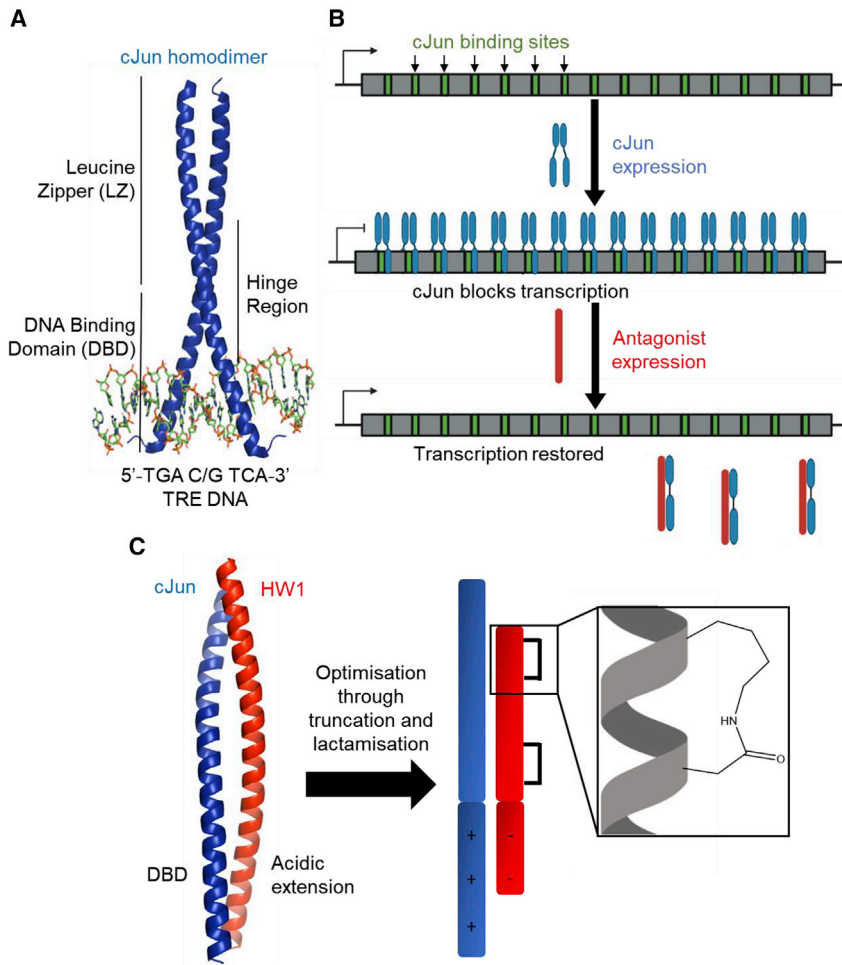 A
cJun homodimer
Leucine
Zipper (LZ)
Hinge
Region
DNA Binding
Domain (DBD)
5'-TGA C/G TCA-3'
TRE DNA
B
cJun binding sites
cJun
expression
cJun blocks transcription
Antagonist
expression
Transcription restored
C
cJun
HW1
DBD
Acidic
extension
Optimisation
through
truncation and
lactamisation
+
+
+
-
-
HN
O